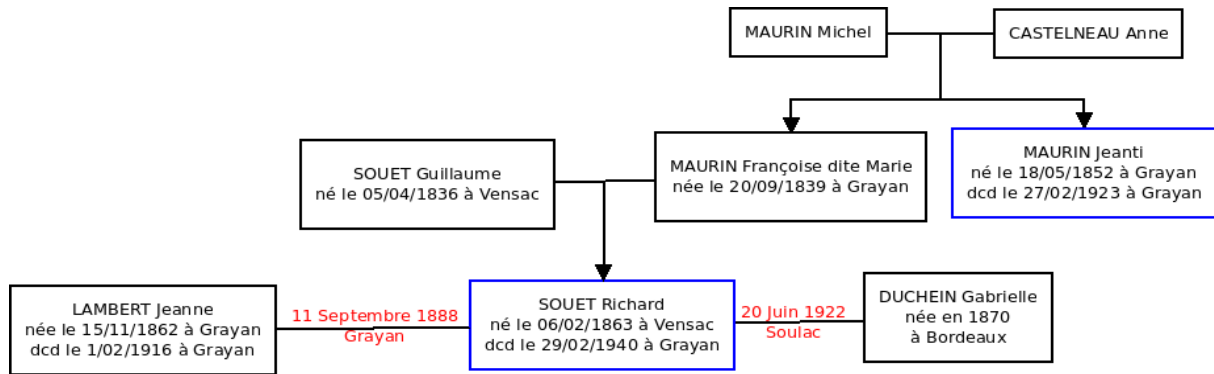 MAURIN Michel
CASTELNEAU Anne
SOUET Guillaume
né le 05/04/1836 à Vensac
MAURIN Françoise dite Marie
née le 20/09/1839 à Grayan
MAURIN Jeanti
né le 18/05/1852 à Grayan
dcd le 27/02/1923 à Grayan
LAMBERT Jeanne
née le 15/11/1862 à Grayan
dcd le 1/02/1916 à Grayan
11 Septembre 1888
Grayan
SOUET Richard
né le 06/02/1863 à Vensac
dcd le 29/02/1940 à Grayan
20 Juin 1922
Soulac
DUCHEIN Gabrielle
née en 1870
à Bordeaux